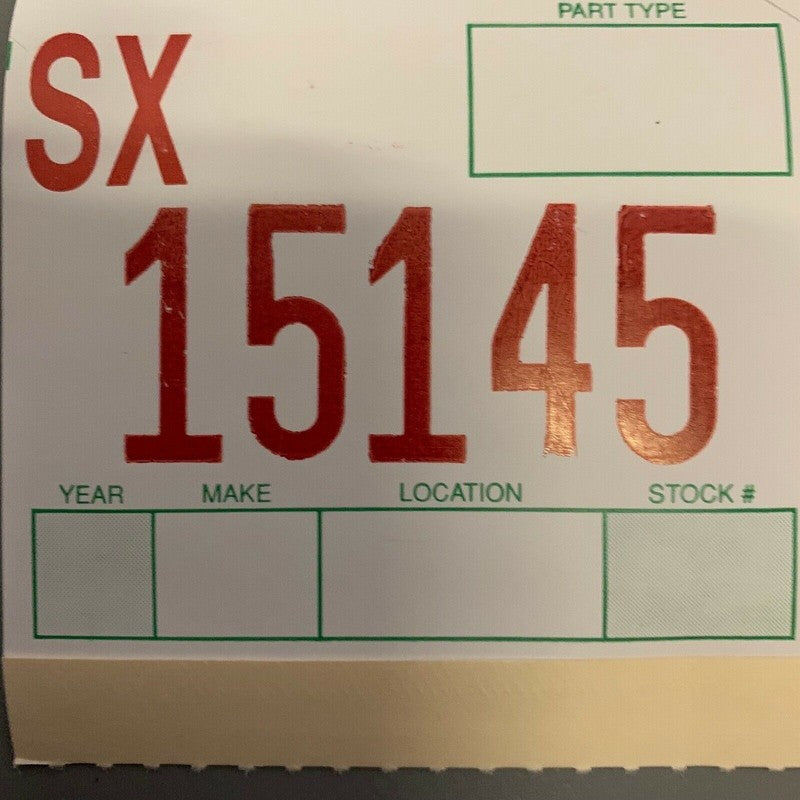 PART TYPE
SX
15145
YEAR MAKE LOCATION STOCK #